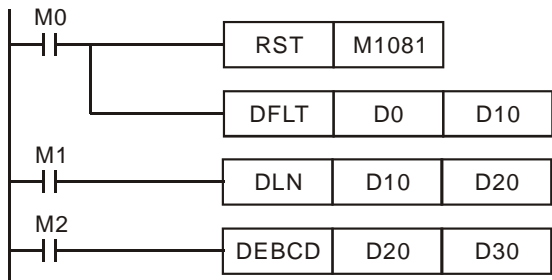 M0
RST M1081
DFLT D0 D10
M1
DLN D10 D20
M2
DEBCD D20 D30